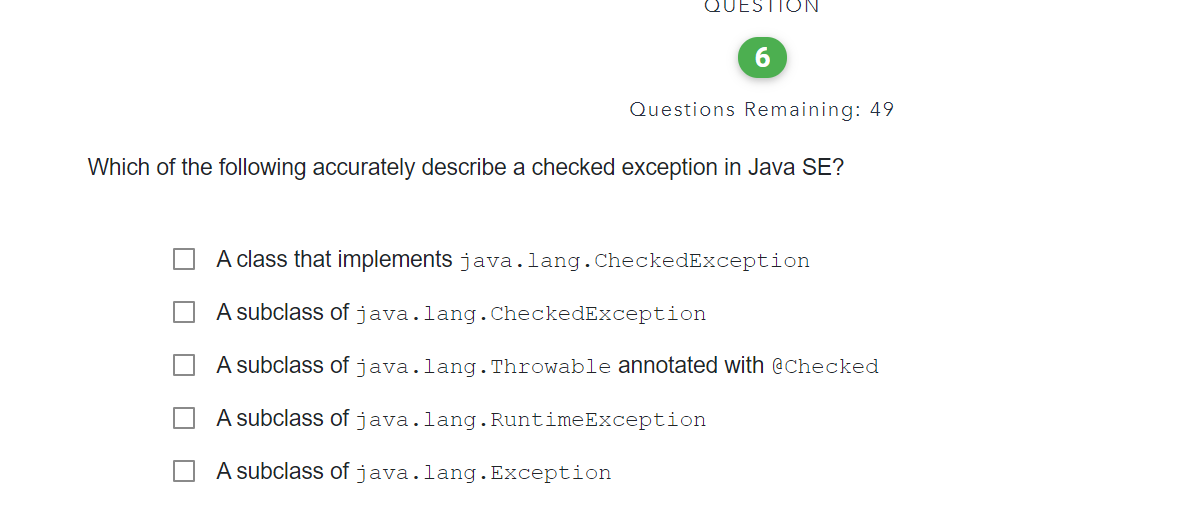 QUESTION
6
Questions Remaining: 49
Which of the following accurately describe a checked exception in Java SE?
A class that implements java.lang.CheckedException
A subclass of java.lang.CheckedException
A subclass of java.lang.Throwable annotated with @Checked
A subclass of java.lang.RuntimeException
A subclass of java.lang.Exception